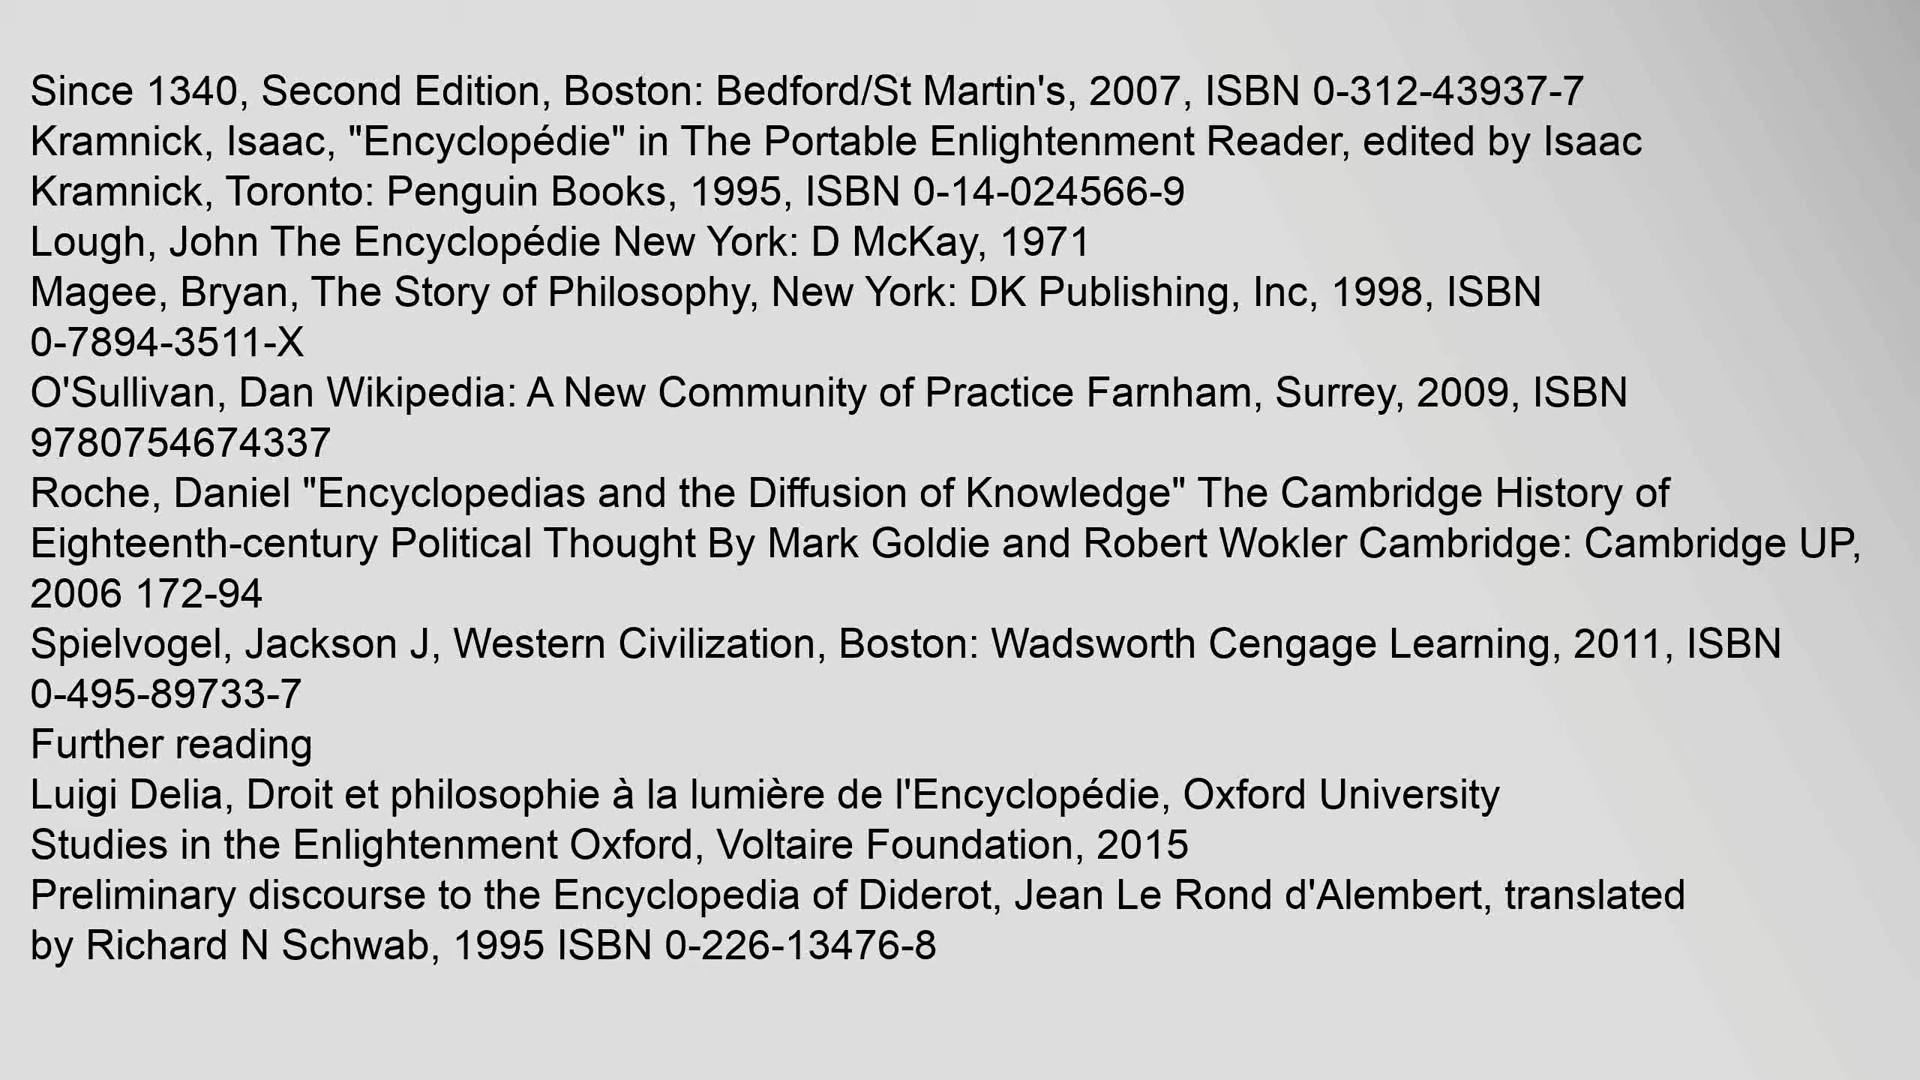 Since 1340, Second Edition, Boston: Bedford/St Martin's, 2007, ISBN 0-312-43937-7
Kramnick, Isaac, "Encyclopédie" in The Portable Enlightenment Reader, edited by Isaac
Kramnick, Toronto: Penguin Books, 1995, ISBN 0-14-024566-9
Lough, John The Encyclopédie New York: D McKay, 1971
Magee, Bryan, The Story of Philosophy, New York: DK Publishing, Inc, 1998, ISBN
0-7894-3511-X
O'Sullivan, Dan Wikipedia: A New Community of Practice Farnham, Surrey, 2009, ISBN
9780754674337
Roche, Daniel "Encyclopedias and the Diffusion of Knowledge" The Cambridge History of
Eighteenth-century Political Thought By Mark Goldie and Robert Wokler Cambridge: Cambridge UP,
2006 172-94
Spielvogel, Jackson J, Western Civilization, Boston: Wadsworth Cengage Learning, 2011, ISBN
0-495-89733-7
Further reading
Luigi Delia, Droit et philosophie à la lumière de l'Encyclopédie, Oxford University
Studies in the Enlightenment Oxford, Voltaire Foundation, 2015
Preliminary discourse to the Encyclopedia of Diderot, Jean Le Rond d'Alembert, translated
by Richard N Schwab, 1995 ISBN 0-226-13476-8